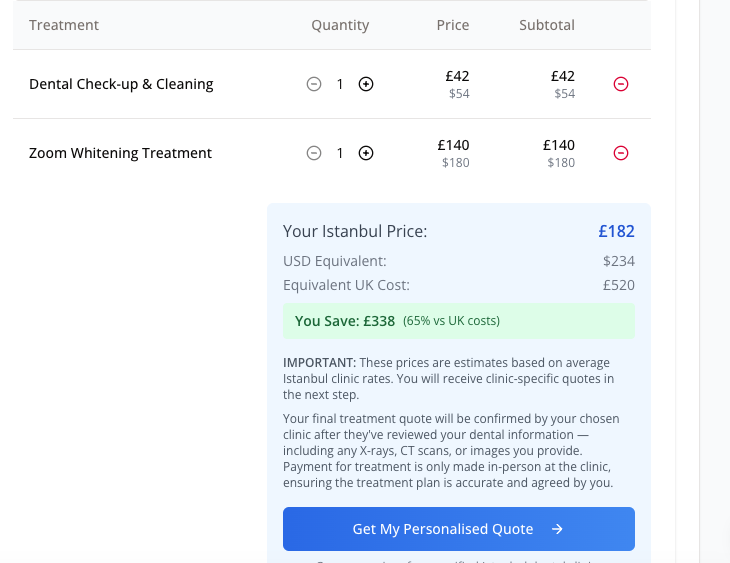 Treatment Quantity Price Subtotal
Dental Check-up & Cleaning 1 £42 £42
$54 $54
Zoom Whitening Treatment 1 £140 £140
$180 $180
Your Istanbul Price: £182
USD Equivalent: $234
Equivalent UK Cost: £520
You Save: £338 (65% vs UK costs)
IMPORTANT: These prices are estimates based on average
Istanbul clinic rates. You will receive clinic-specific quotes in
the next step.
Your final treatment quote will be confirmed by your chosen
clinic after they've reviewed your dental information —
including any X-rays, CT scans, or images you provide.
Payment for treatment is only made in-person at the clinic,
ensuring the treatment plan is accurate and agreed by you.
Get My Personalised Quote →